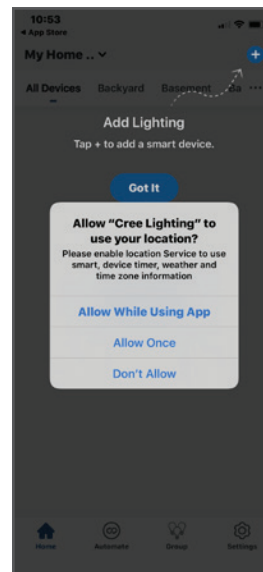 10:53
◂ App Store
My Home ..
All Devices Backyard Basement Ba ...
Add Lighting
Tap + to add a smart device.
Got It
Allow “Cree Lighting” to
use your location?
Please enable location Service to use
smart, device timer, weather and
time zone information
Allow While Using App
Allow Once
Don't Allow
Home Automate Group Settings